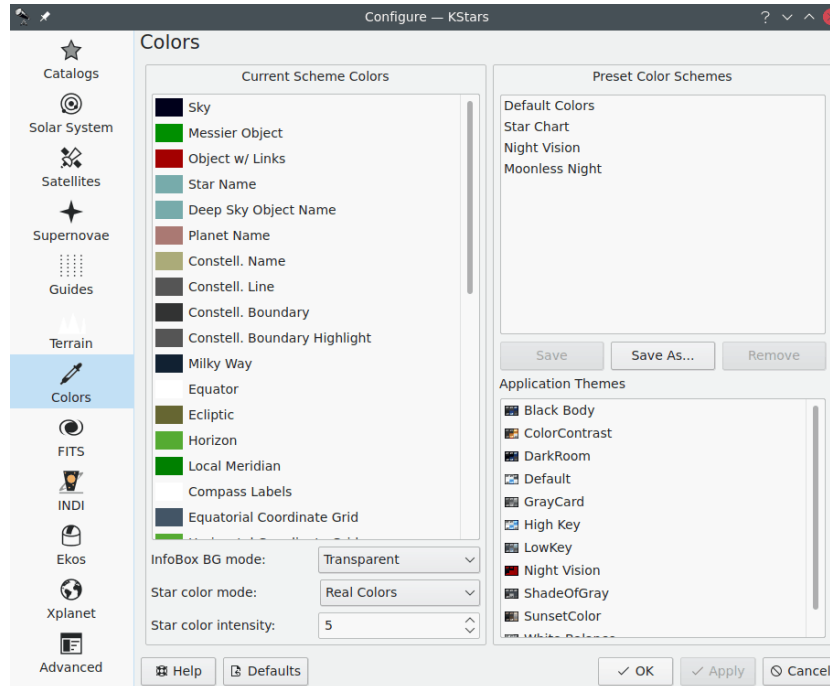 Configure — KStars
Catalogs
Solar System
Satellites
Supernovae
Guides
Terrain
Colors
FITS
INDI
Ekos
Xplanet
Advanced
Colors
Current Scheme Colors
Sky
Messier Object
Object w/ Links
Star Name
Deep Sky Object Name
Planet Name
Constell. Name
Constell. Line
Constell. Boundary
Constell. Boundary Highlight
Milky Way
Equator
Ecliptic
Horizon
Local Meridian
Compass Labels
Equatorial Coordinate Grid
InfoBox BG mode: Transparent
Star color mode: Real Colors
Star color intensity: 5
Preset Color Schemes
Default Colors
Star Chart
Night Vision
Moonless Night
Save Save As... Remove
Application Themes
Black Body
ColorContrast
DarkRoom
Default
GrayCard
High Key
LowKey
Night Vision
ShadeOfGray
SunsetColor
Help Defaults OK Apply Cancel